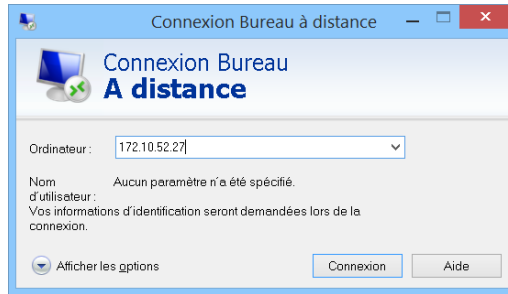 Connexion Bureau à distance
Connexion Bureau
A distance
Ordinateur :
172.10.52.27
Nom
d'utilisateur :
Aucun paramètre n'a été spécifié.
Vos informations d'identification seront demandées lors de la
connexion.
Afficher les options
Connexion
Aide